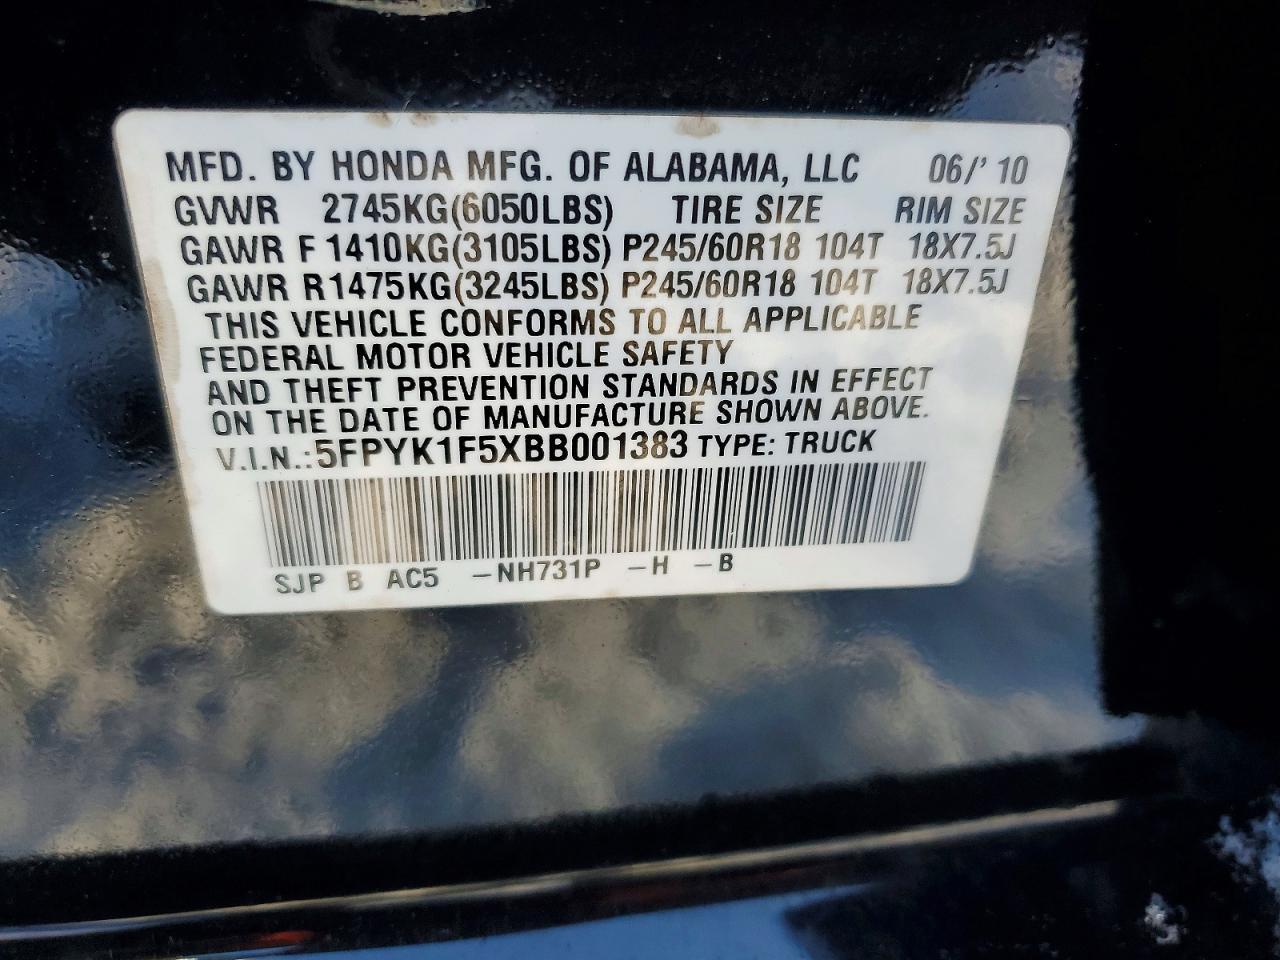 MFD. BY HONDA MFG. OF ALABAMA, LLC 06/'10
GVWR 2745KG(6050LBS) TIRE SIZE RIM SIZE
GAWR F 1410KG(3105LBS) P245/60R18 104T 18X7.5J
GAWR R 1475KG(3245LBS) P245/60R18 104T 18X7.5J
THIS VEHICLE CONFORMS TO ALL APPLICABLE
FEDERAL MOTOR VEHICLE SAFETY
AND THEFT PREVENTION STANDARDS IN EFFECT
ON THE DATE OF MANUFACTURE SHOWN ABOVE.
V.I.N.:5FPYK1F5XBB001383 TYPE: TRUCK
SJP B AC5 -NH731P -H -B